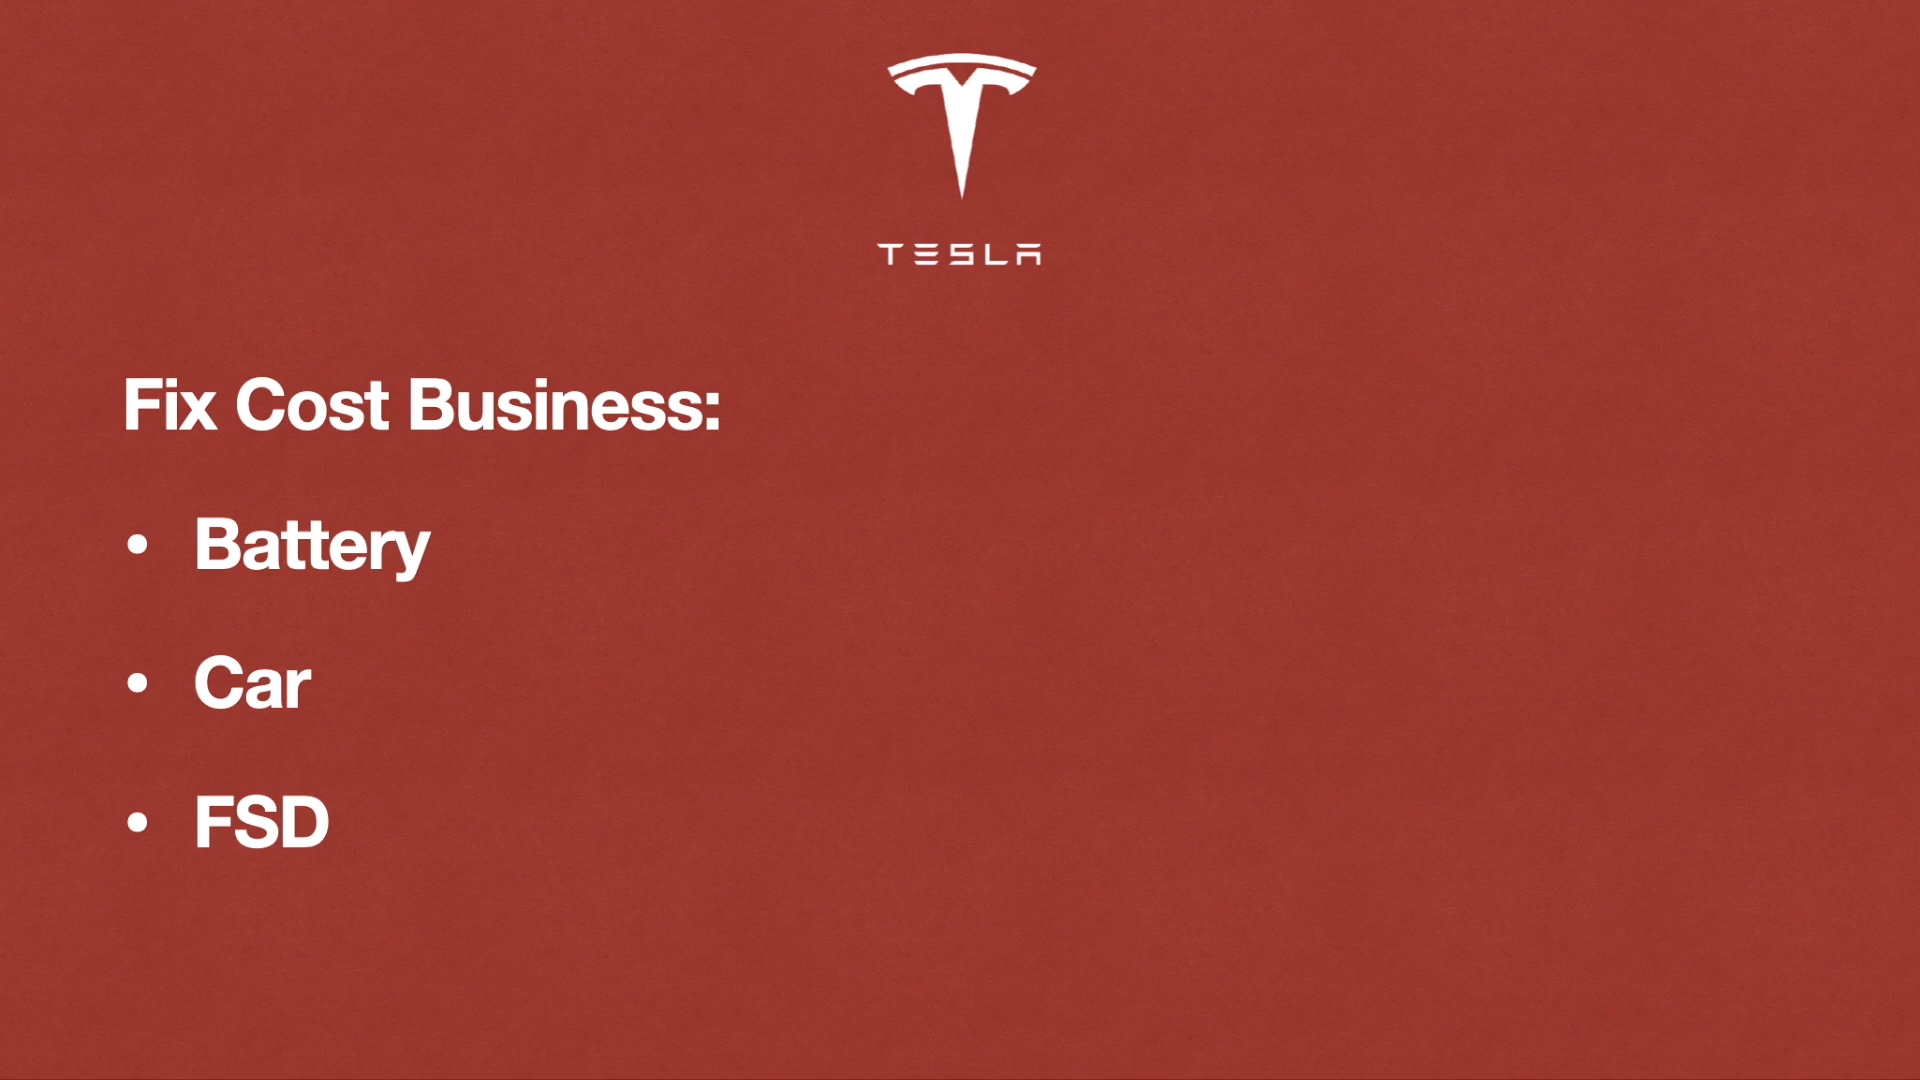 TESLA
Fix Cost Business:
• Battery
• Car
• FSD